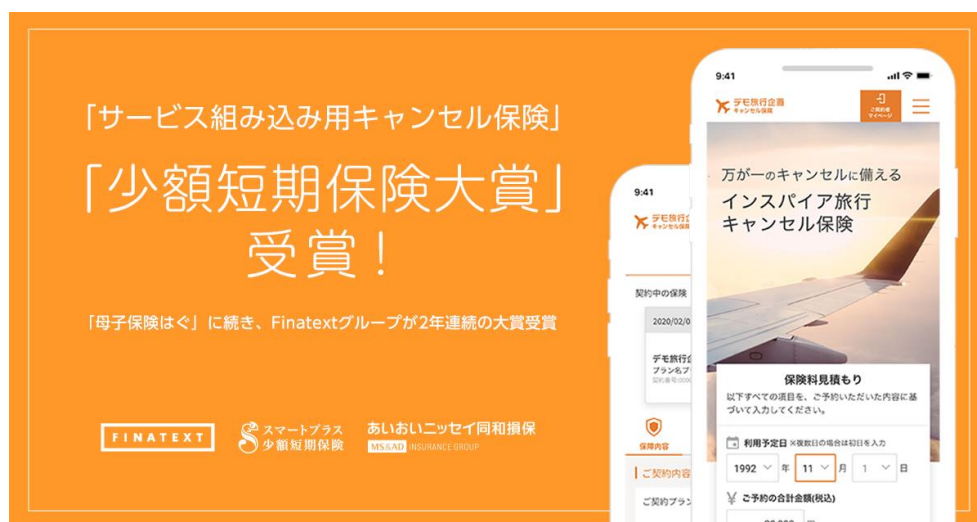 「サービス組み込み用キャンセル保険」
「少額短期保険大賞」
受賞！
「母子保険はぐ」に続き、Finatextグループが2年連続の大賞受賞
FINATEXT
スマートプラス
少額短期保険
あいおいニッセイ同和損保
MS&AD INSURANCE GROUP
9:41
デモ旅行企
キャンセル保険
契約中の保険
2020/02/0
デモ旅行企
プラン名プ
保障内容
ご契約内容
ご契約プラン
9:41
デモ旅行企画
キャンセル保険
ご契約者
マイページ
万が一のキャンセルに備える
インスパイア旅行
キャンセル保険
保険料見積もり
以下すべての項目を、ご予約いただいた内容に基
づいて入力してください。
利用予定日 ※複数日の場合は初日を入力
1992 年 11 月 1 日
¥ ご予約の合計金額(税込)